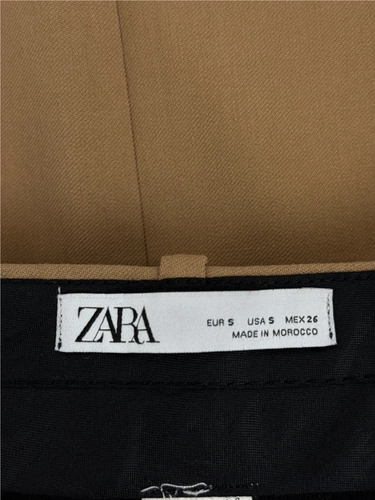 ZARA
EUR S USA S MEX 26
MADE IN MOROCCO